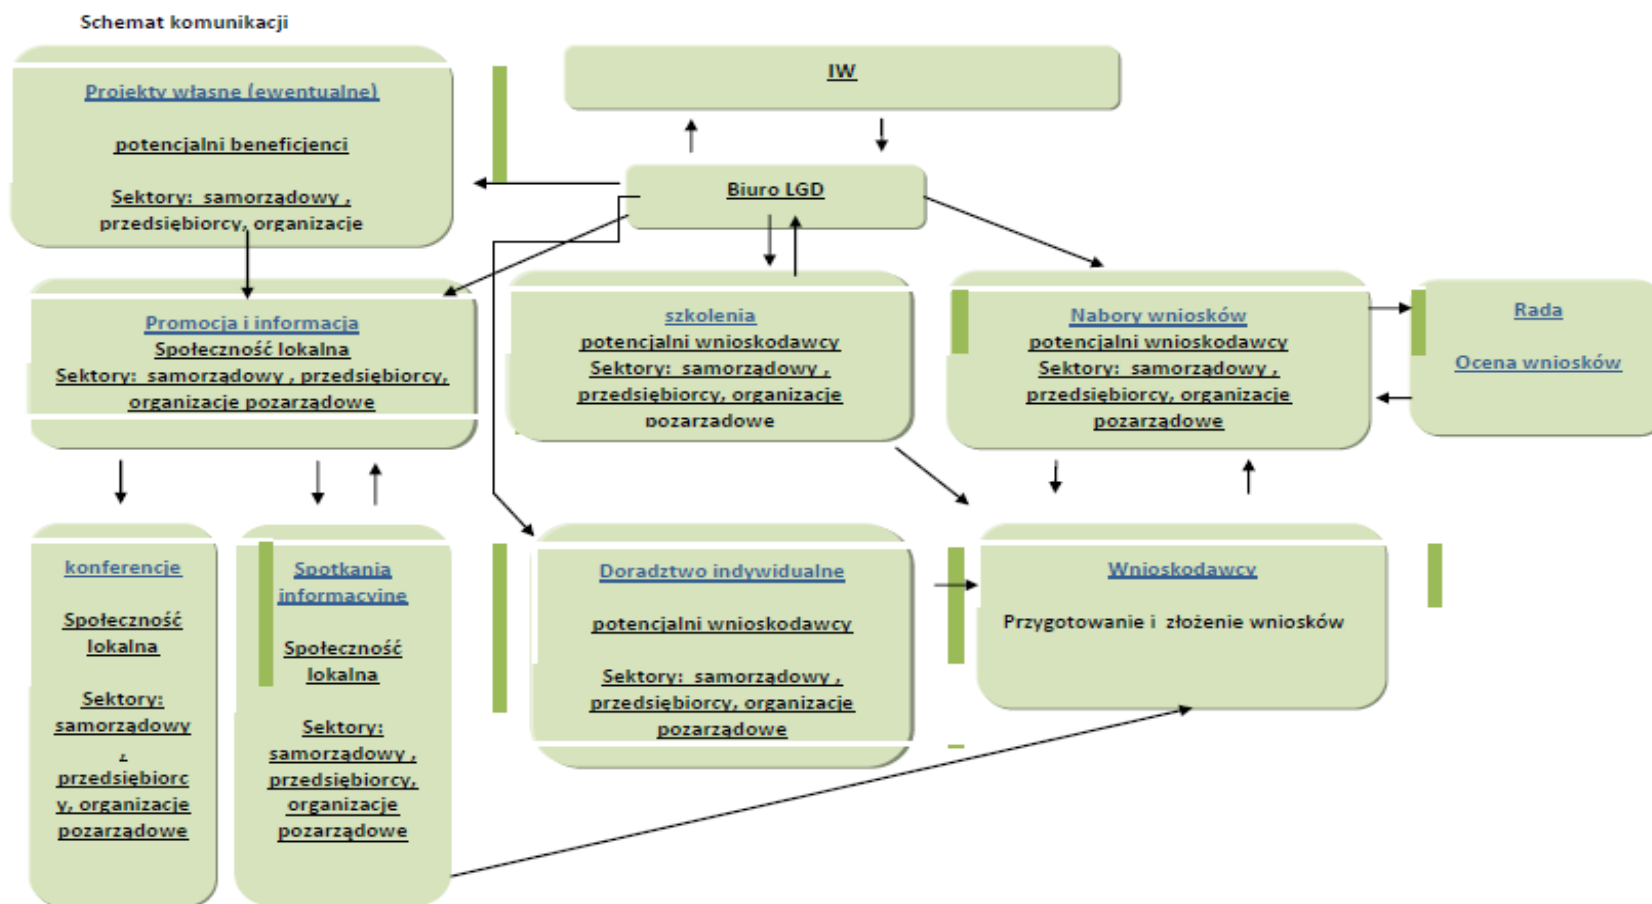 Schemat komunikacji
Projekty własne (ewentualne)
potencjalni beneficjenci
Sektory: samorządowy ,
przedsiębiorcy, organizacje
IW
Biuro LGD
Promocja i informacja
Społeczność lokalna
Sektory: samorządowy , przedsiębiorcy,
organizacje pozarządowe
szkolenia
potencjalni wnioskodawcy
Sektory: samorządowy ,
przedsiębiorcy, organizacje
pozarządowe
Nabory wniosków
potencjalni wnioskodawcy
Sektory: samorządowy ,
przedsiębiorcy, organizacje
pozarządowe
Rada
Ocena wniosków
konferencje
Społeczność
lokalna
Sektory:
samorządowy
,
przedsiębiorc
y, organizacje
pozarządowe
Spotkania
informacyjne
Społeczność
lokalna
Sektory:
samorządowy ,
przedsiębiorcy,
organizacje
pozarządowe
Doradztwo indywidualne
potencjalni wnioskodawcy
Sektory: samorządowy ,
przedsiębiorcy, organizacje
pozarządowe
Wnioskodawcy
Przygotowanie i złożenie wniosków